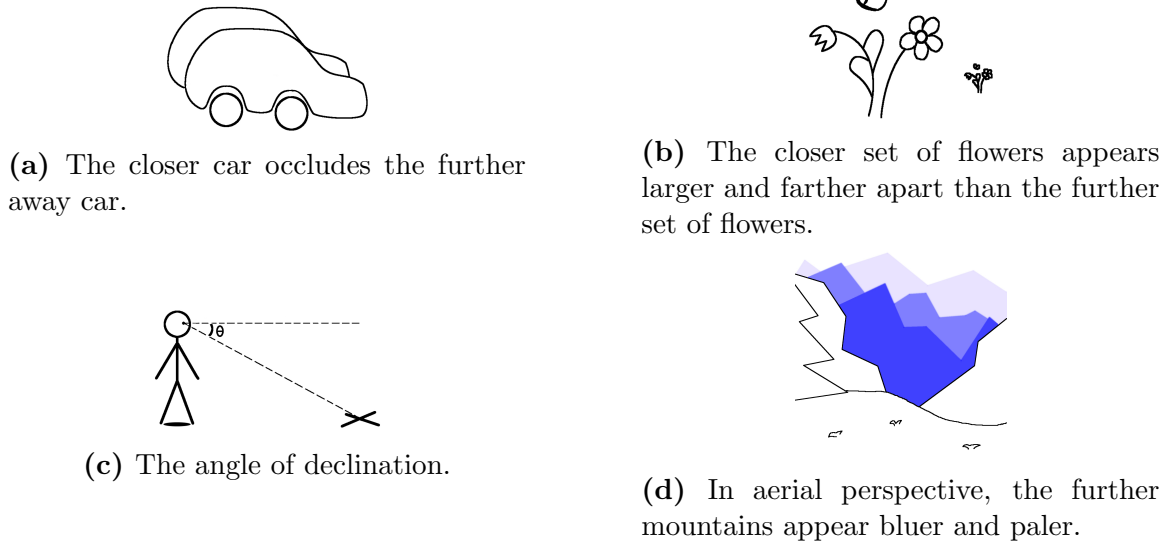 (a) The closer car occludes the further
away car.
(b) The closer set of flowers appears
larger and farther apart than the further
set of flowers.
θ
(c) The angle of declination.
(d) In aerial perspective, the further
mountains appear bluer and paler.